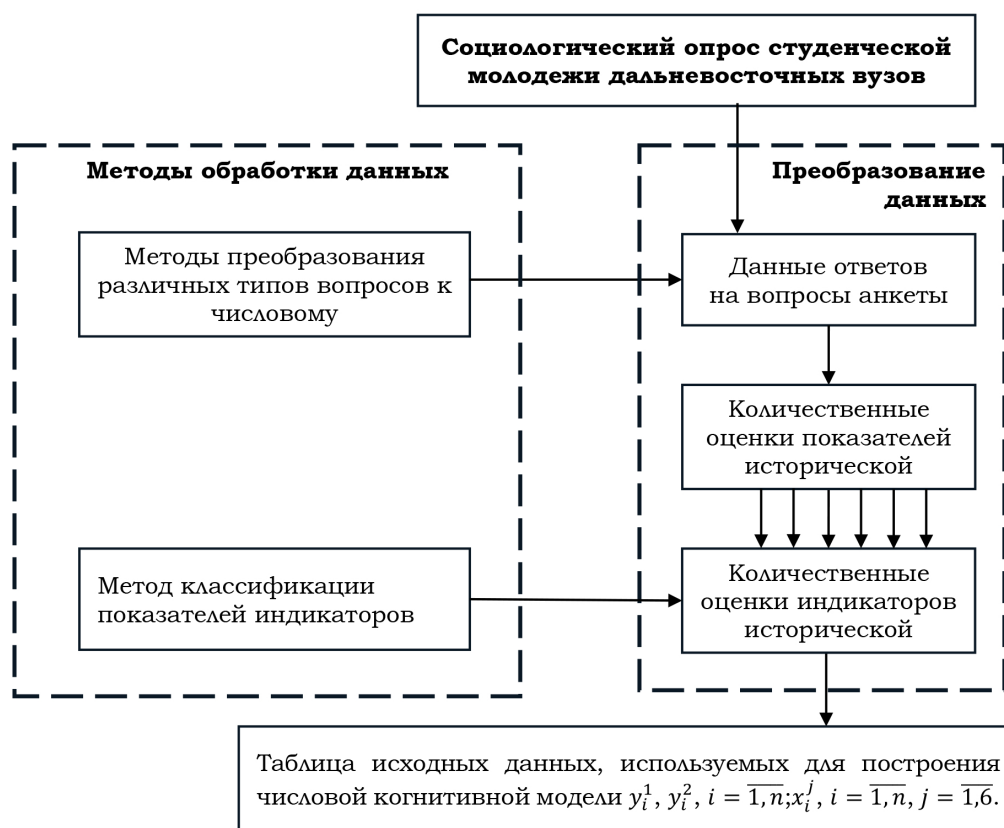 Социологический опрос студенческой
молодежи дальневосточных вузов
Методы обработки данных
Преобразование
данных
Методы преобразования
различных типов вопросов к
числовому
Данные ответов
на вопросы анкеты
Количественные
оценки показателей
исторической
Метод классификации
показателей индикаторов
Количественные
оценки индикаторов
исторической
Таблица исходных данных, используемых для построения
числовой когнитивной модели $y_i^1$, $y_i^2$, $i = \overline{1,n}$;$x_i^j$, $i = \overline{1,n}$, $j = \overline{1,6}$.